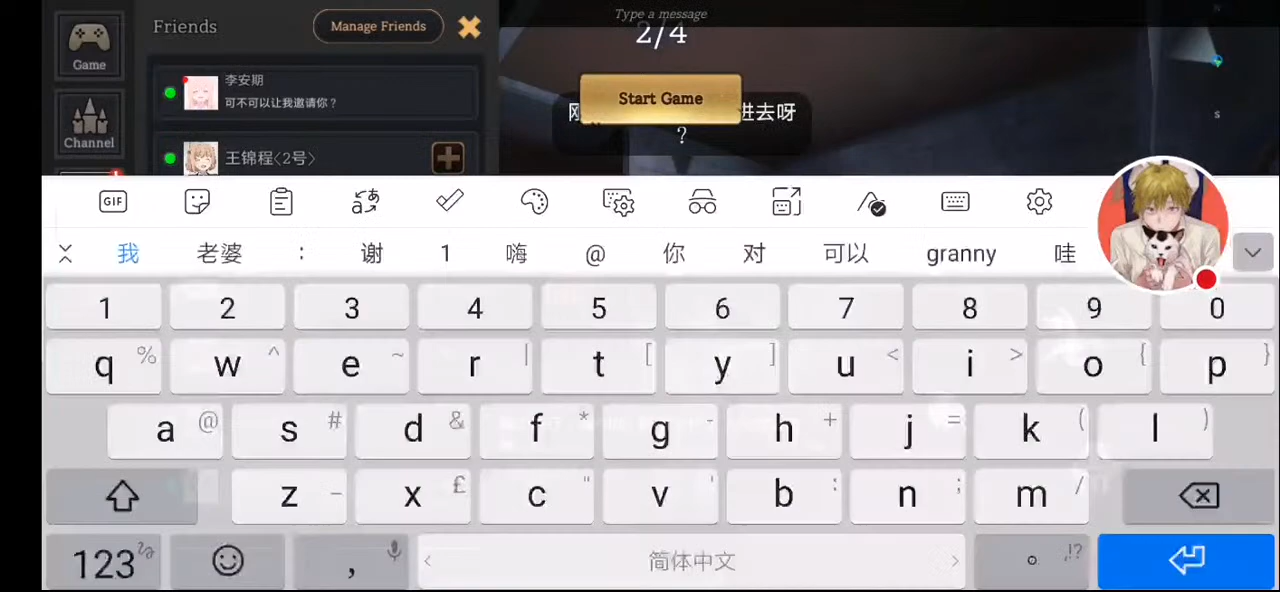 Friends
Manage Friends
Type a message
2/4
Game
李安期
可不可以让我邀请你？
Start Game
刚
进去呀
？
Channel
王锦程〈2号〉
N
S
GIF
我 老婆 : 谢 1 嗨 @ 你 对 可以 granny 哇
1 2 3 4 5 6 7 8 9 0
q % w ^ e ~ r | t [ y ] u < i > o { p }
a @ s # d & f * g - h + j = k ( l )
z _ x £ c " v ' b : n ; m /
123 , < 简体中文 > 。 ,!?